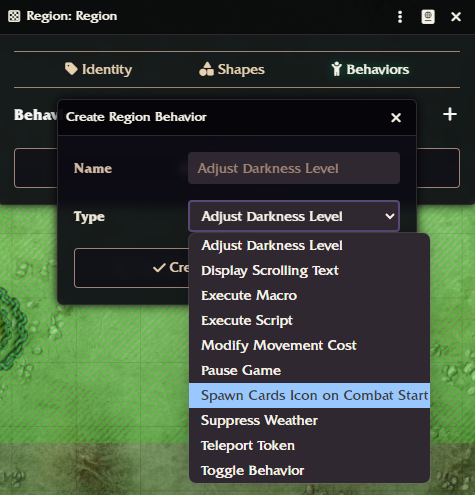 Region: Region
Identity
Shapes
Behaviors
Create Region Behavior
Name
Adjust Darkness Level
Type
Adjust Darkness Level
Adjust Darkness Level
Display Scrolling Text
Execute Macro
Execute Script
Modify Movement Cost
Pause Game
Spawn Cards Icon on Combat Start
Suppress Weather
Teleport Token
Toggle Behavior